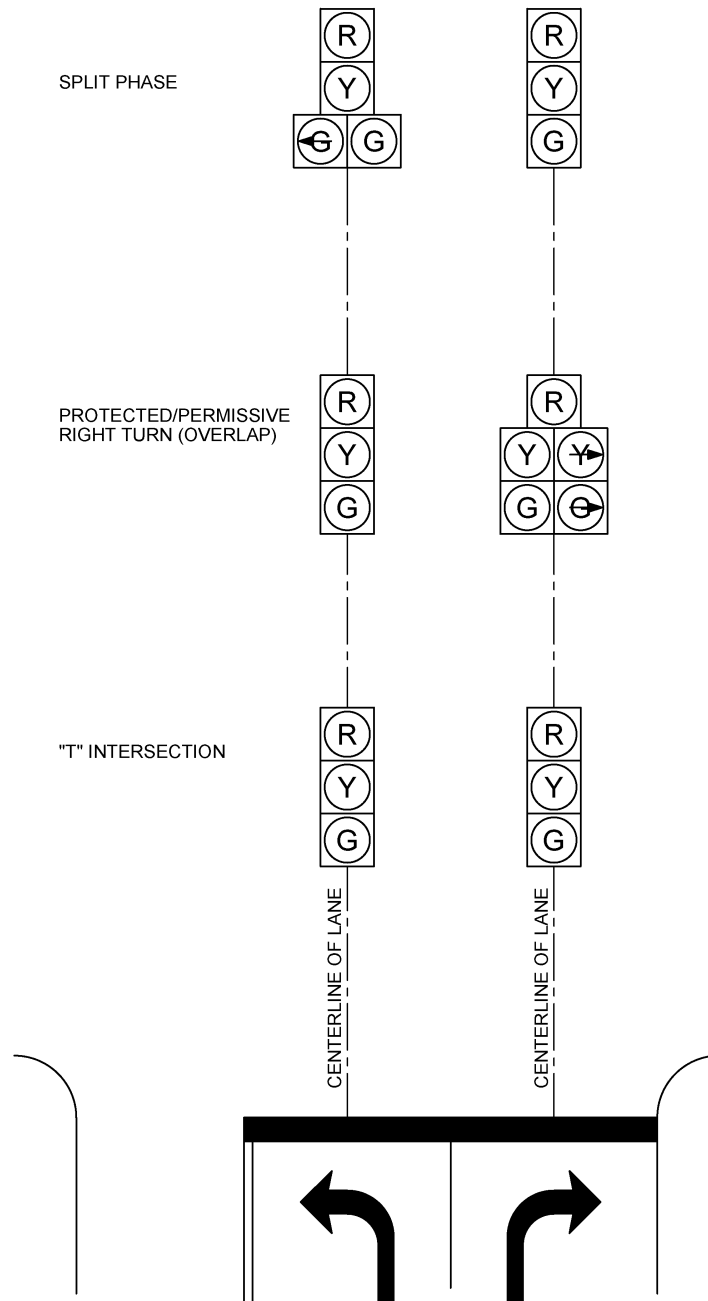 R R
SPLIT PHASE Y Y
G G G
R R
PROTECTED/PERMISSIVE
RIGHT TURN (OVERLAP)
Y Y Y
G G G
R R
"T" INTERSECTION
Y Y
G G
CENTERLINE OF LANE
CENTERLINE OF LANE